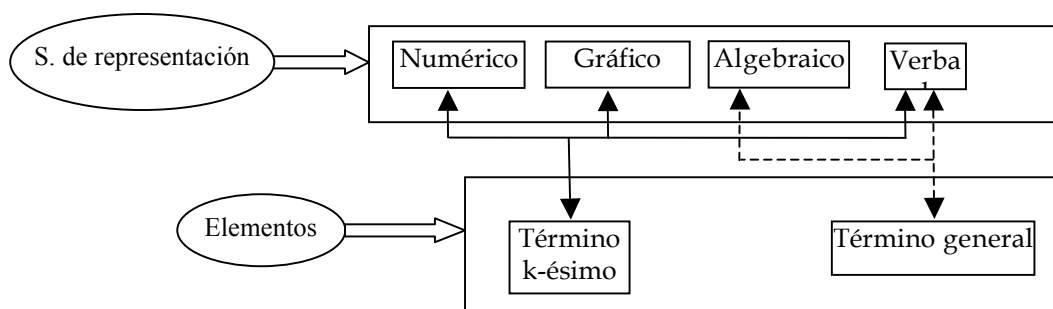 S. de representación
Numérico
Gráfico
Algebraico
Verba
Elementos
Término
k-ésimo
Término general